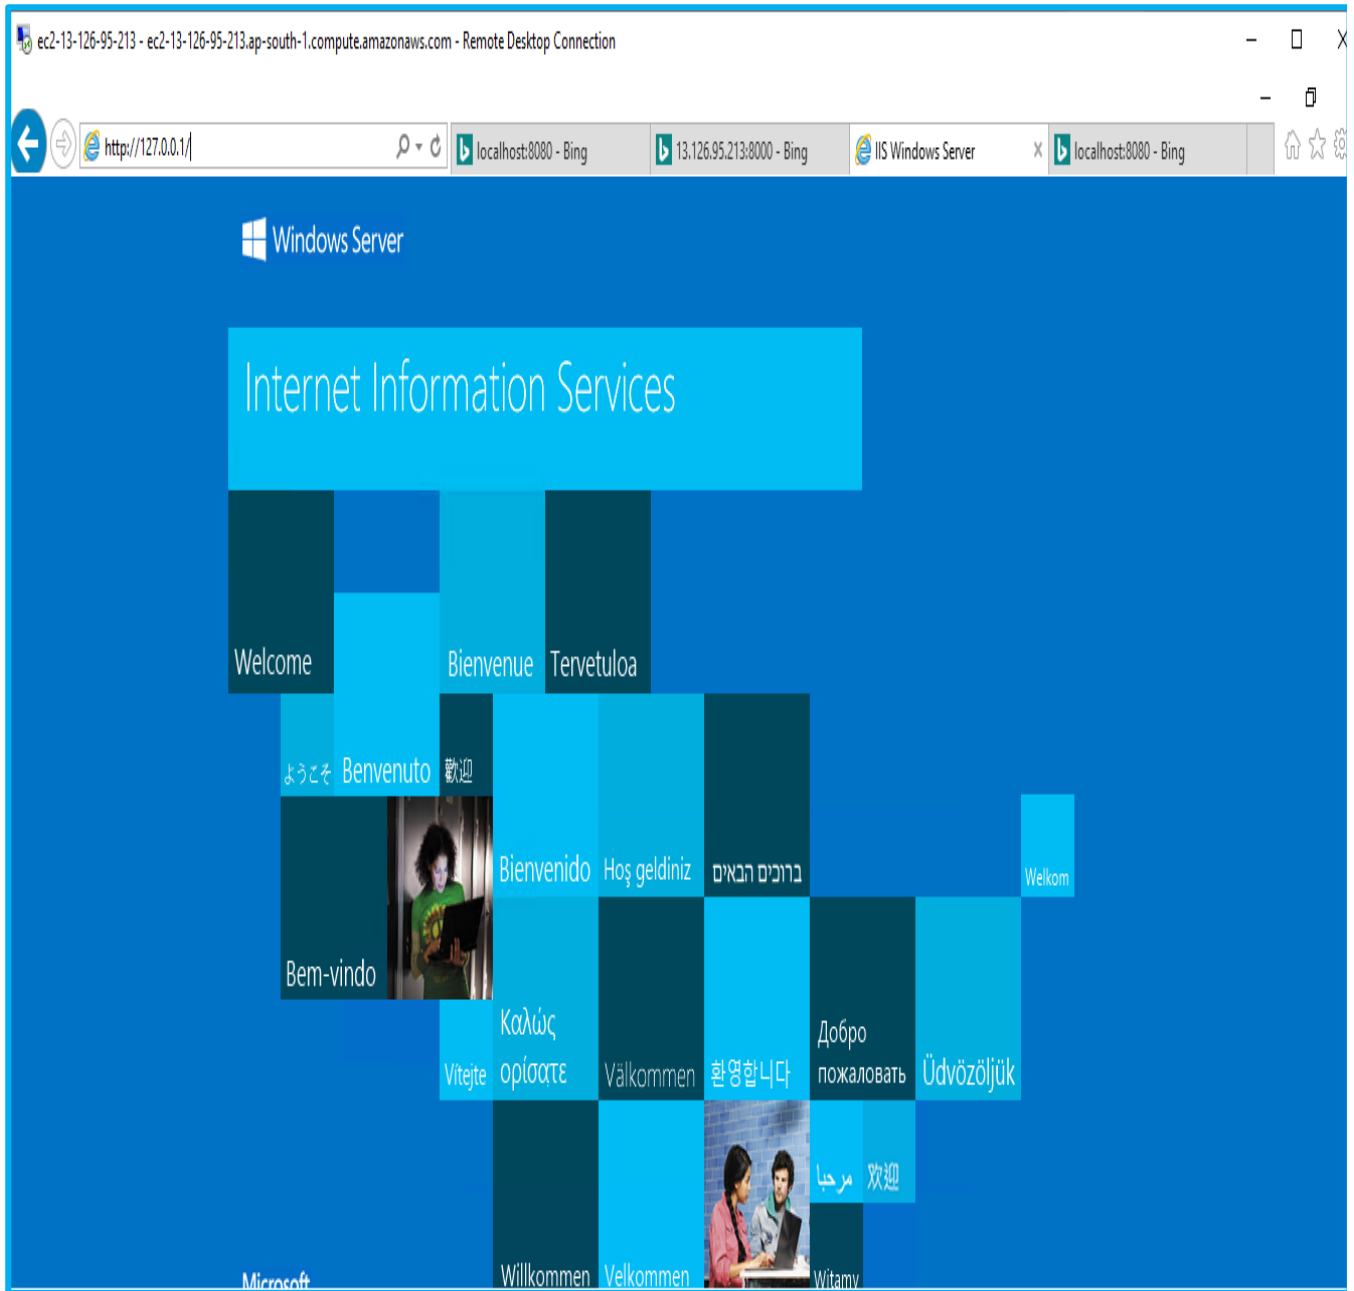 ec2-13-126-95-213 - ec2-13-126-95-213.ap-south-1.compute.amazonaws.com - Remote Desktop Connection
http://127.0.0.1/
localhost:8080 - Bing
13.126.95.213:8000 - Bing
IIS Windows Server
localhost:8080 - Bing
Windows Server
Internet Information Services
Welcome
Bienvenue
Tervetuloa
ようこそ
Benvenuto
歡迎
Bienvenido
Hoş geldiniz
ברוכים הבאים
Welkom
Bem-vindo
Καλώς
ορίσατε
Vítejte
Välkommen
환영합니다
Добро
пожаловать
Üdvözöljük
مرحبا
欢迎
Willkommen
Velkommen
Witamy
Microsoft